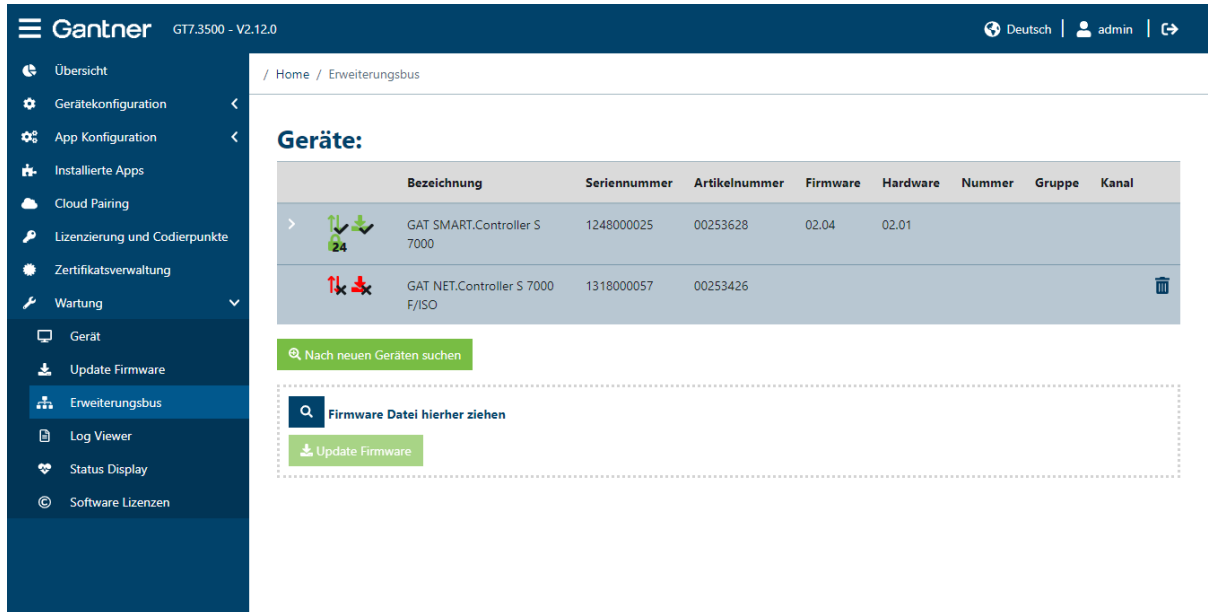 Gantner GT7.3500 - V2.12.0 Deutsch admin
Übersicht
Gerätekonfiguration
App Konfiguration
Installierte Apps
Cloud Pairing
Lizenzierung und Codierpunkte
Zertifikatsverwaltung
Wartung
Gerät
Update Firmware
Erweiterungsbus
Log Viewer
Status Display
Software Lizenzen
/ Home / Erweiterungsbus
Geräte:
Bezeichnung Seriennummer Artikelnummer Firmware Hardware Nummer Gruppe Kanal
24 GAT SMART.Controller S 1248000025 00253628 02.04 02.01
7000
GAT NET.Controller S 7000 1318000057 00253426
F/ISO
Nach neuen Geräten suchen
Firmware Datei hierher ziehen
Update Firmware